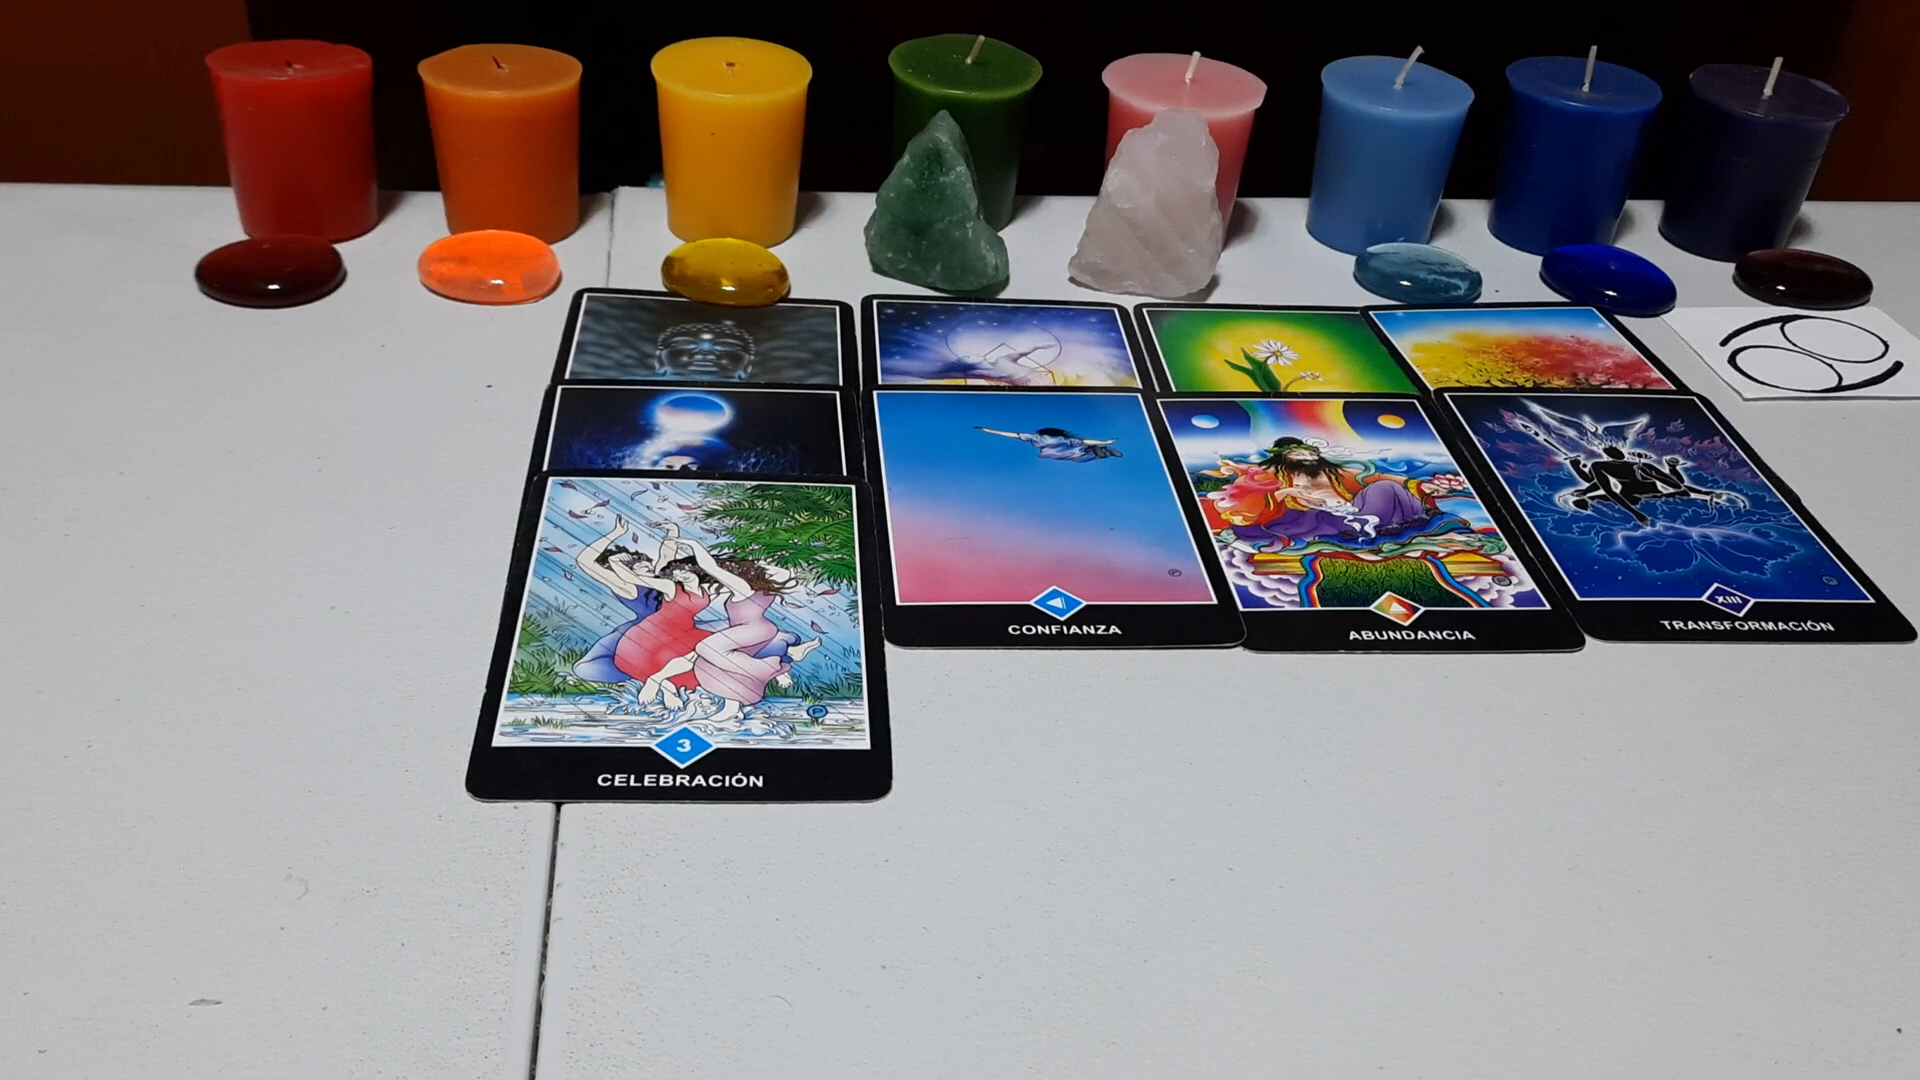 CONFIANZA
ABUNDANCIA
XIII
TRANSFORMACIÓN
3
CELEBRACIÓN